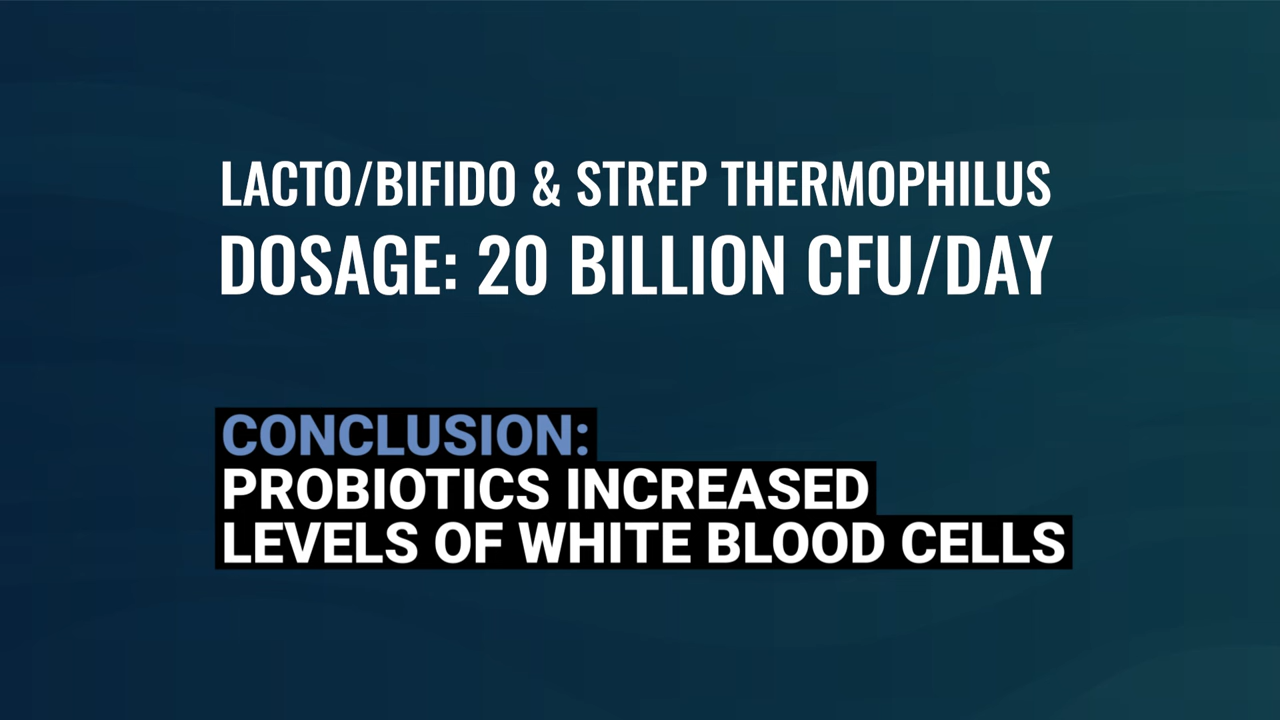 LACTO/BIFIDO & STREP THERMOPHILUS
DOSAGE: 20 BILLION CFU/DAY
CONCLUSION:
PROBIOTICS INCREASED
LEVELS OF WHITE BLOOD CELLS